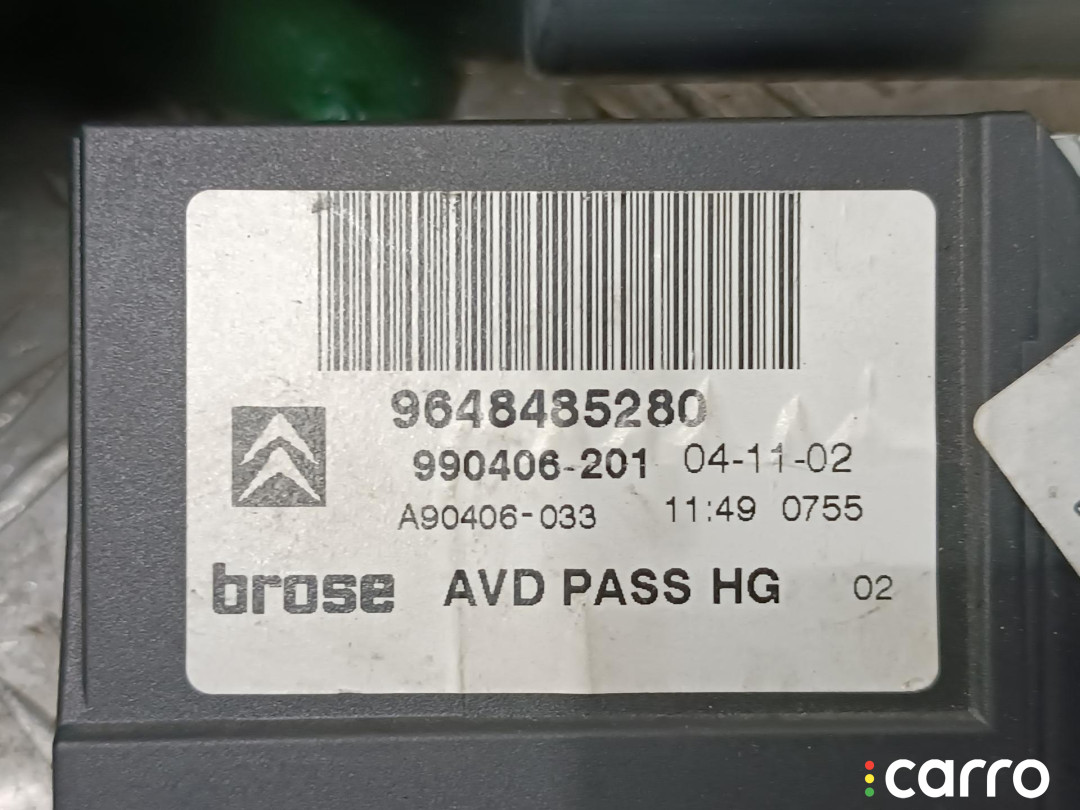 9648485280
990406-201 04-11-02
A90406-033 11:49 0755
brose AVD PASS HG 02
carro